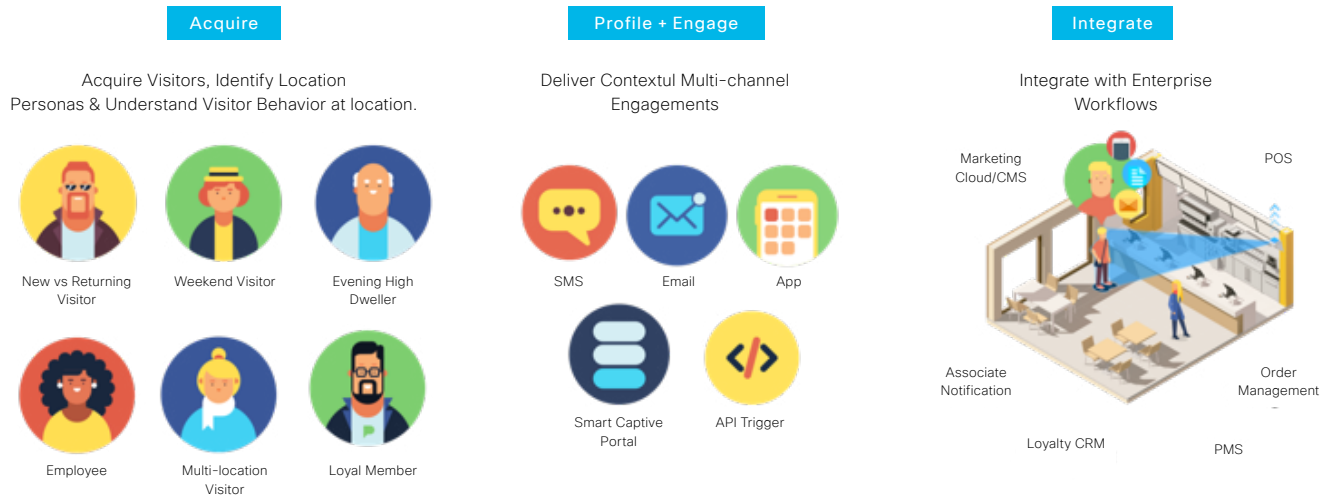 Acquire
Acquire Visitors, Identify Location
Personas & Understand Visitor Behavior at location.
New vs Returning
Visitor
Weekend Visitor
Evening High
Dweller
Employee
Multi-location
Visitor
Loyal Member
Profile + Engage
Deliver Contextul Multi-channel
Engagements
SMS
Email
App
Smart Captive
Portal
API Trigger
Integrate
Integrate with Enterprise
Workflows
Marketing
Cloud/CMS
POS
Associate
Notification
Order
Management
Loyalty CRM
PMS